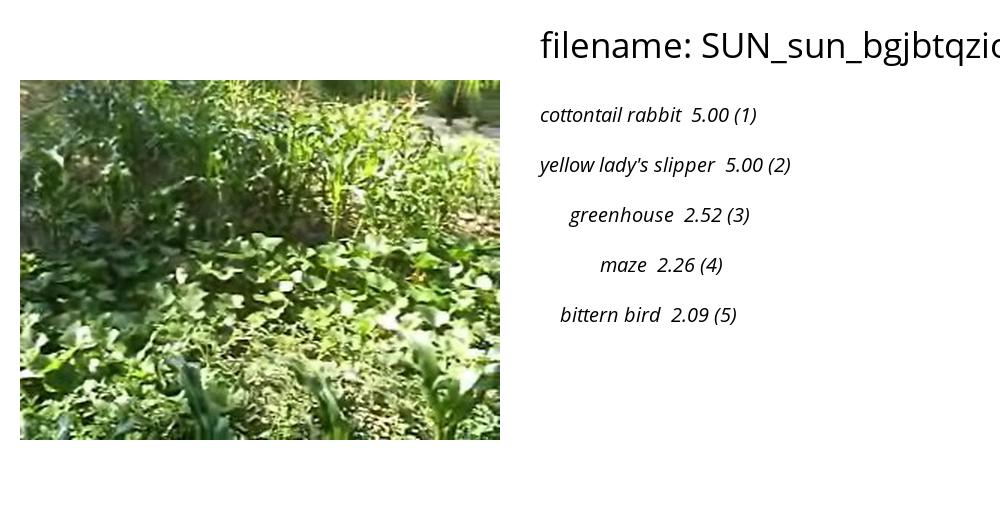 filename: SUN_sun_bgjbtqzic
cottontail rabbit 5.00 (1)
yellow lady's slipper 5.00 (2)
greenhouse 2.52 (3)
maze 2.26 (4)
bittern bird 2.09 (5)